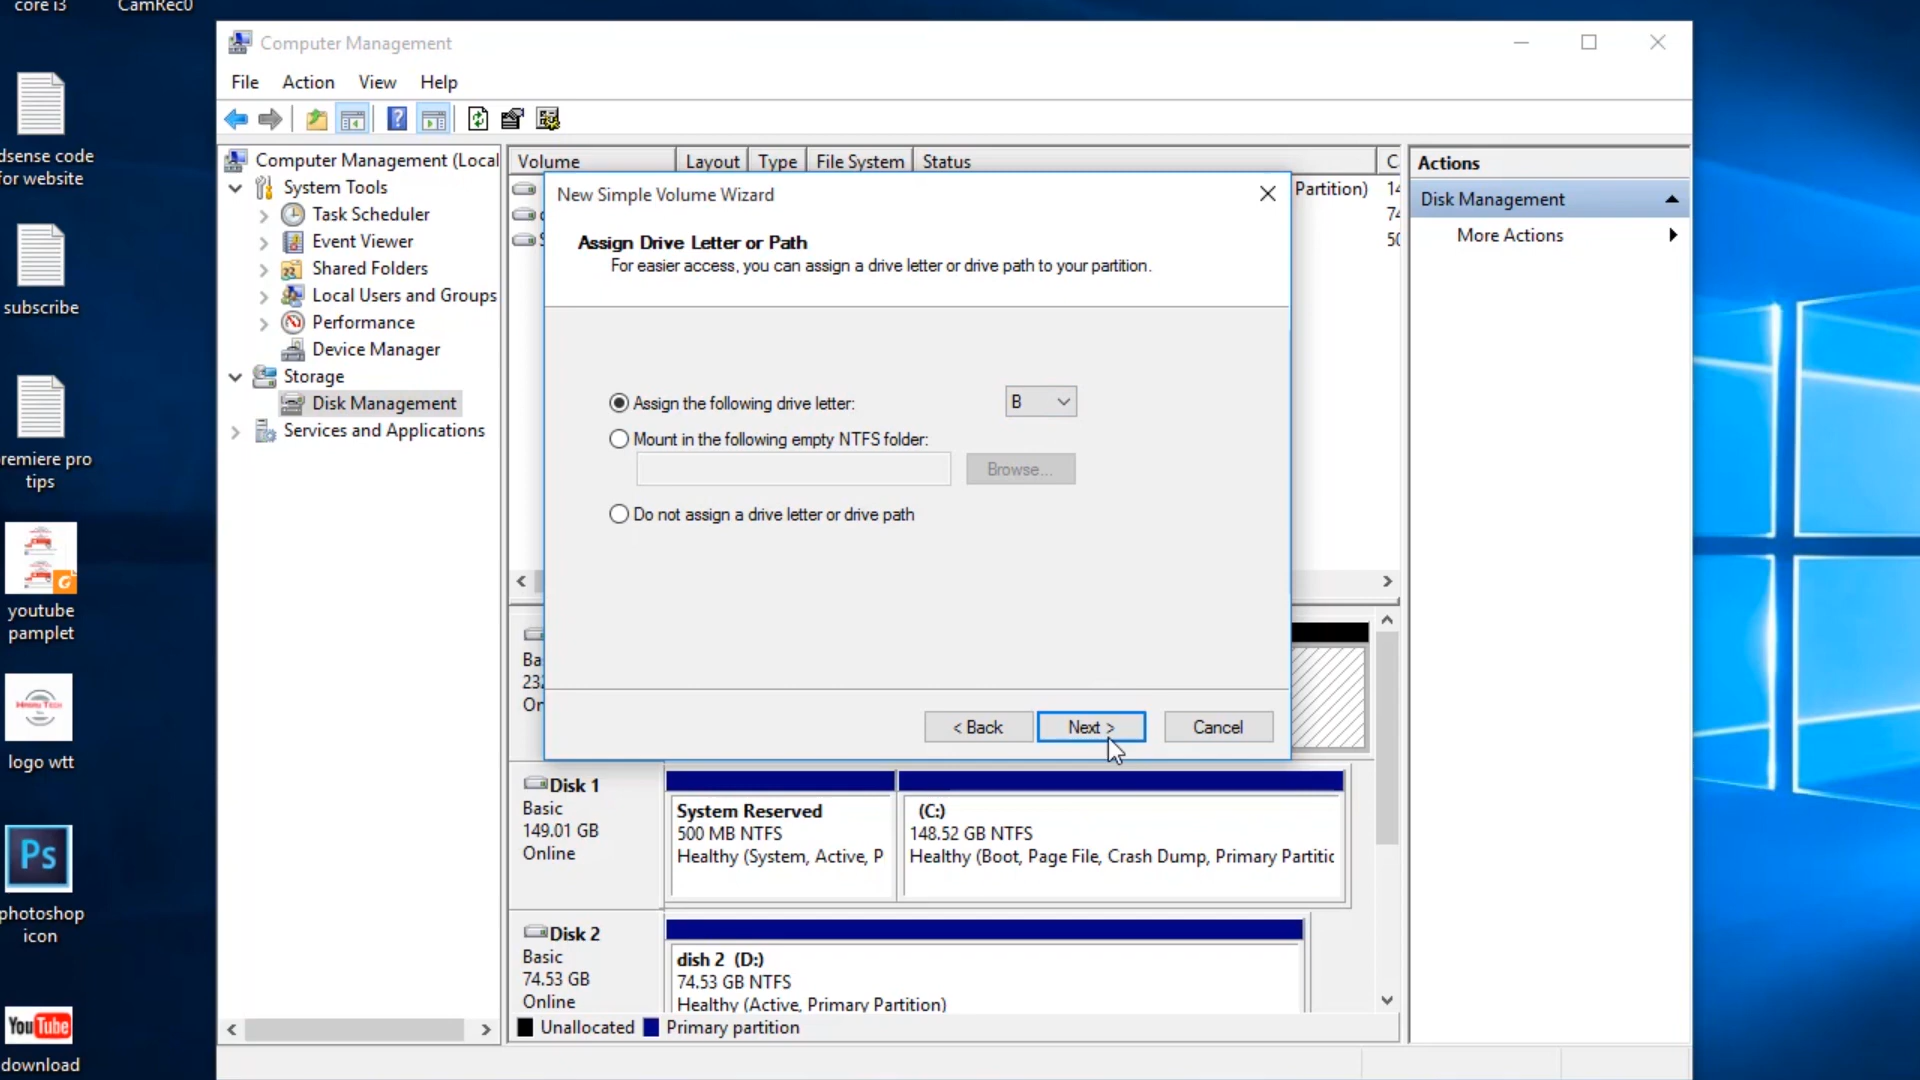 core i3
CamRec0
dsense code
for website
subscribe
remiere pro
tips
youtube
pamplet
logo wtt
Ps
photoshop
icon
YouTube
download
Computer Management
File Action View Help
Computer Management (Local
System Tools
Task Scheduler
Event Viewer
Shared Folders
Local Users and Groups
Performance
Device Manager
Storage
Disk Management
Services and Applications
Volume Layout Type File System Status C
Partition) 14
74
50
New Simple Volume Wizard
Assign Drive Letter or Path
For easier access, you can assign a drive letter or drive path to your partition.
Assign the following drive letter: B
Mount in the following empty NTFS folder:
Browse...
Do not assign a drive letter or drive path
< Back Next > Cancel
Ba
232
On
Disk 1
Basic
149.01 GB
Online
System Reserved
500 MB NTFS
Healthy (System, Active, P
(C:)
148.52 GB NTFS
Healthy (Boot, Page File, Crash Dump, Primary Partitic
Disk 2
Basic
74.53 GB
Online
dish 2 (D:)
74.53 GB NTFS
Healthy (Active, Primary Partition)
Unallocated Primary partition
Actions
Disk Management
More Actions